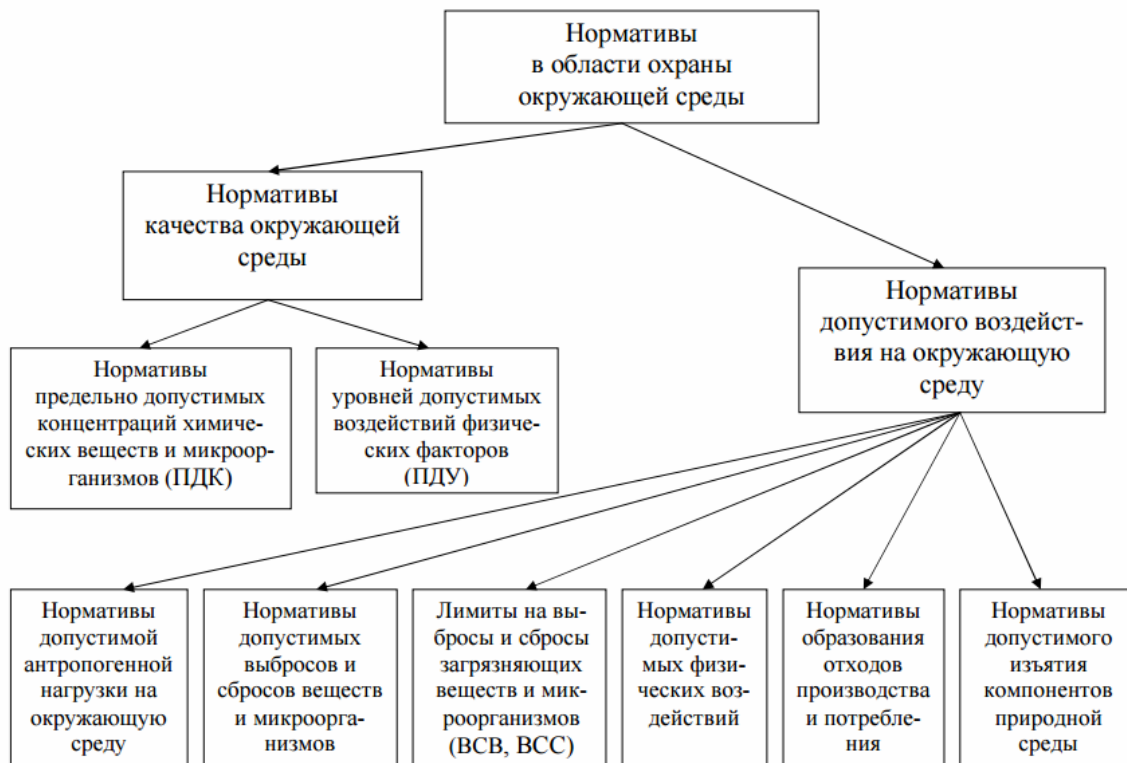 Нормативы
в области охраны
окружающей среды
Нормативы
качества окружающей
среды
Нормативы
допустимого воздейст-
вия на окружающую
среду
Нормативы
предельно допустимых
концентраций химиче-
ских веществ и микроор-
ганизмов (ПДК)
Нормативы
уровней допустимых
воздействий физиче-
ских факторов
(ПДУ)
Нормативы
допустимой
антропогенной
нагрузки на
окружающую
среду
Нормативы
допустимых
выбросов и
сбросов веществ
и микроорга-
низмов
Лимиты на вы-
бросы и сбросы
загрязняющих
веществ и мик-
роорганизмов
(ВСВ, ВСС)
Нормативы
допусти-
мых физи-
ческих воз-
действий
Нормативы
образования
отходов
производства
и потребле-
ния
Нормативы
допустимого
изъятия
компонентов
природной
среды